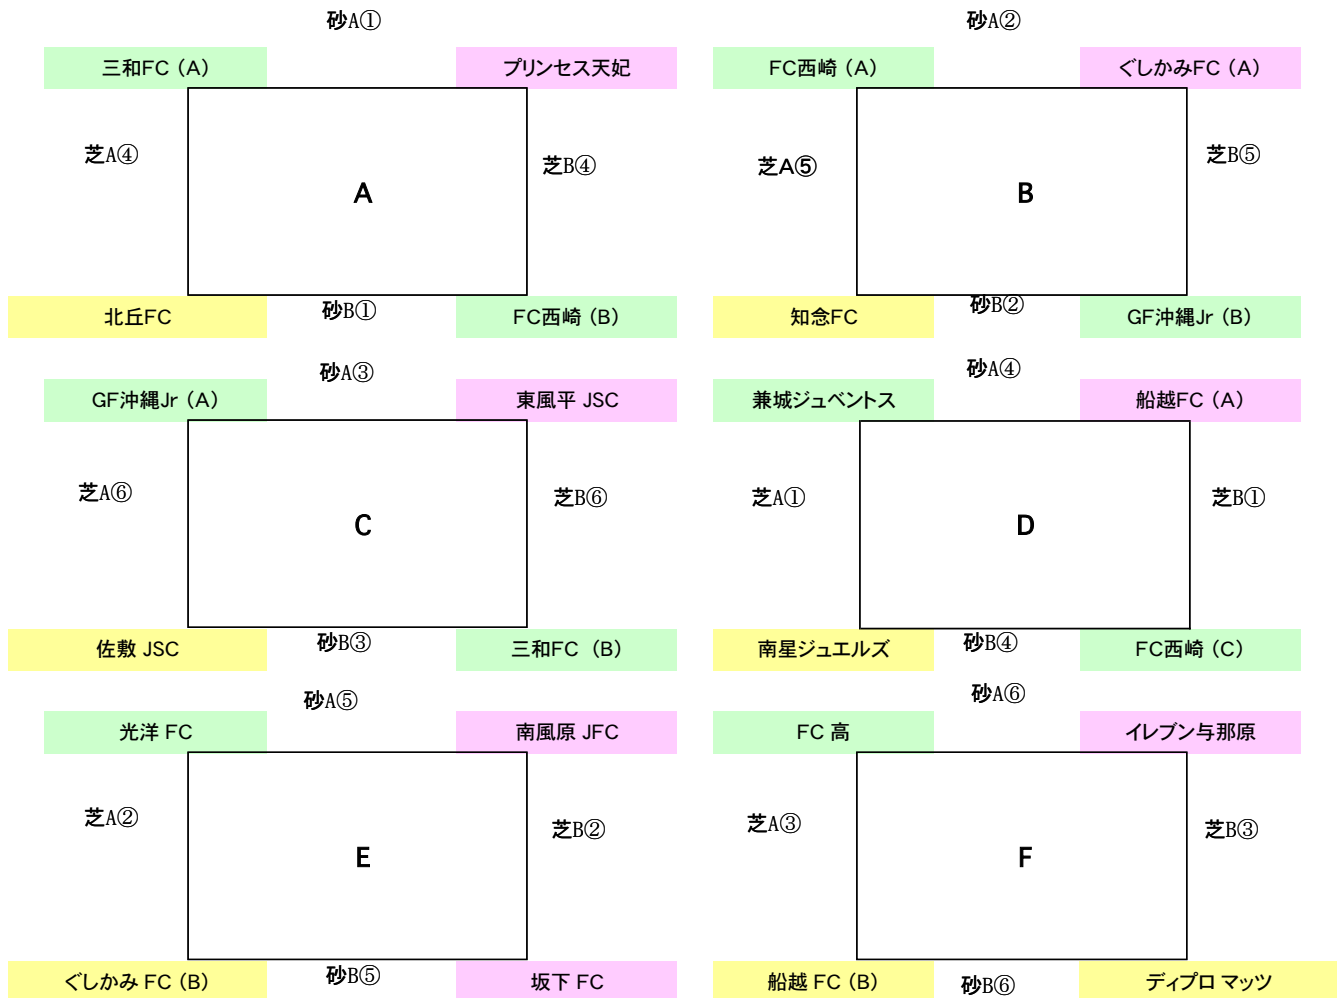 砂A① 砂A②
三和FC（A） プリンセス天妃 FC西崎（A） ぐしかみFC（A）
芝A④ 芝B④ 芝A⑤ 芝B⑤
A B
北丘FC 砂B① FC西崎（B） 知念FC 砂B② GF沖縄Jr（B）
砂A③ 砂A④
GF沖縄Jr（A） 東風平 JSC 兼城ジュベントス 船越FC（A）
芝A⑥ 芝B⑥ 芝A① 芝B①
C D
佐敷 JSC 砂B③ 三和FC （B） 南星ジュエルズ 砂B④ FC西崎（C）
砂A⑤ 砂A⑥
光洋 FC 南風原 JFC FC 高 イレブン与那原
芝A② 芝B② 芝A③ 芝B③
E F
ぐしかみ FC（B） 砂B⑤ 坂下 FC 船越 FC（B） 砂B⑥ ディプロ マッツ